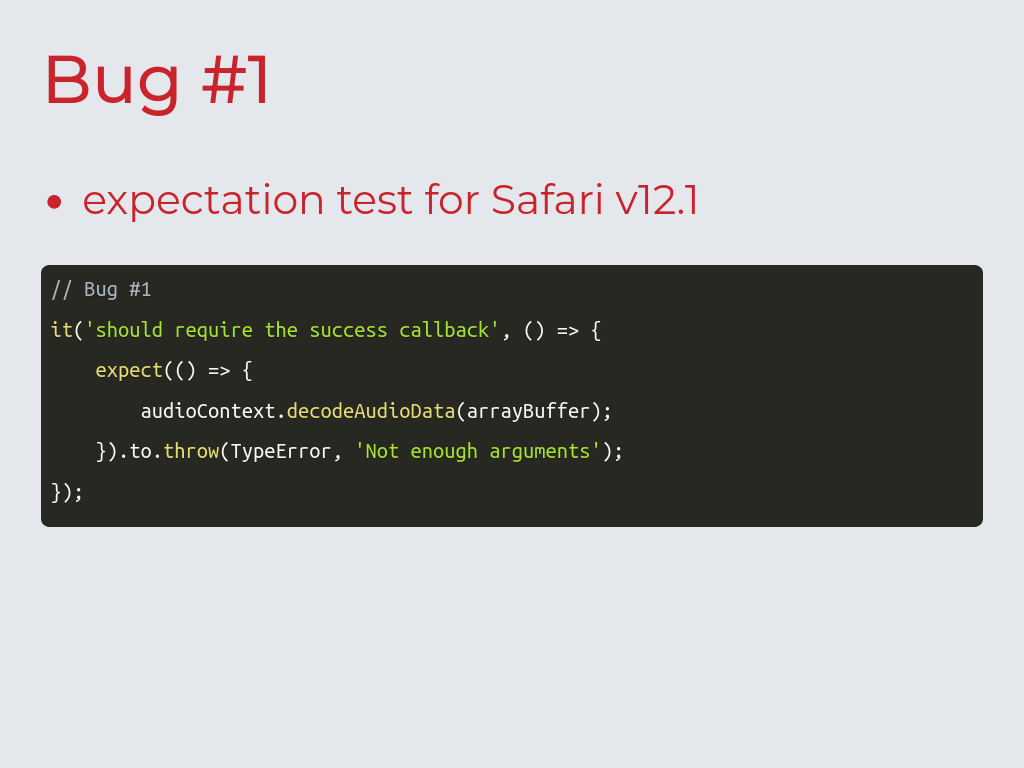 Bug #1
• expectation test for Safari v12.1
// Bug #1
it('should require the success callback', () => {
    expect(() => {
        audioContext.decodeAudioData(arrayBuffer);
    }).to.throw(TypeError, 'Not enough arguments');
});